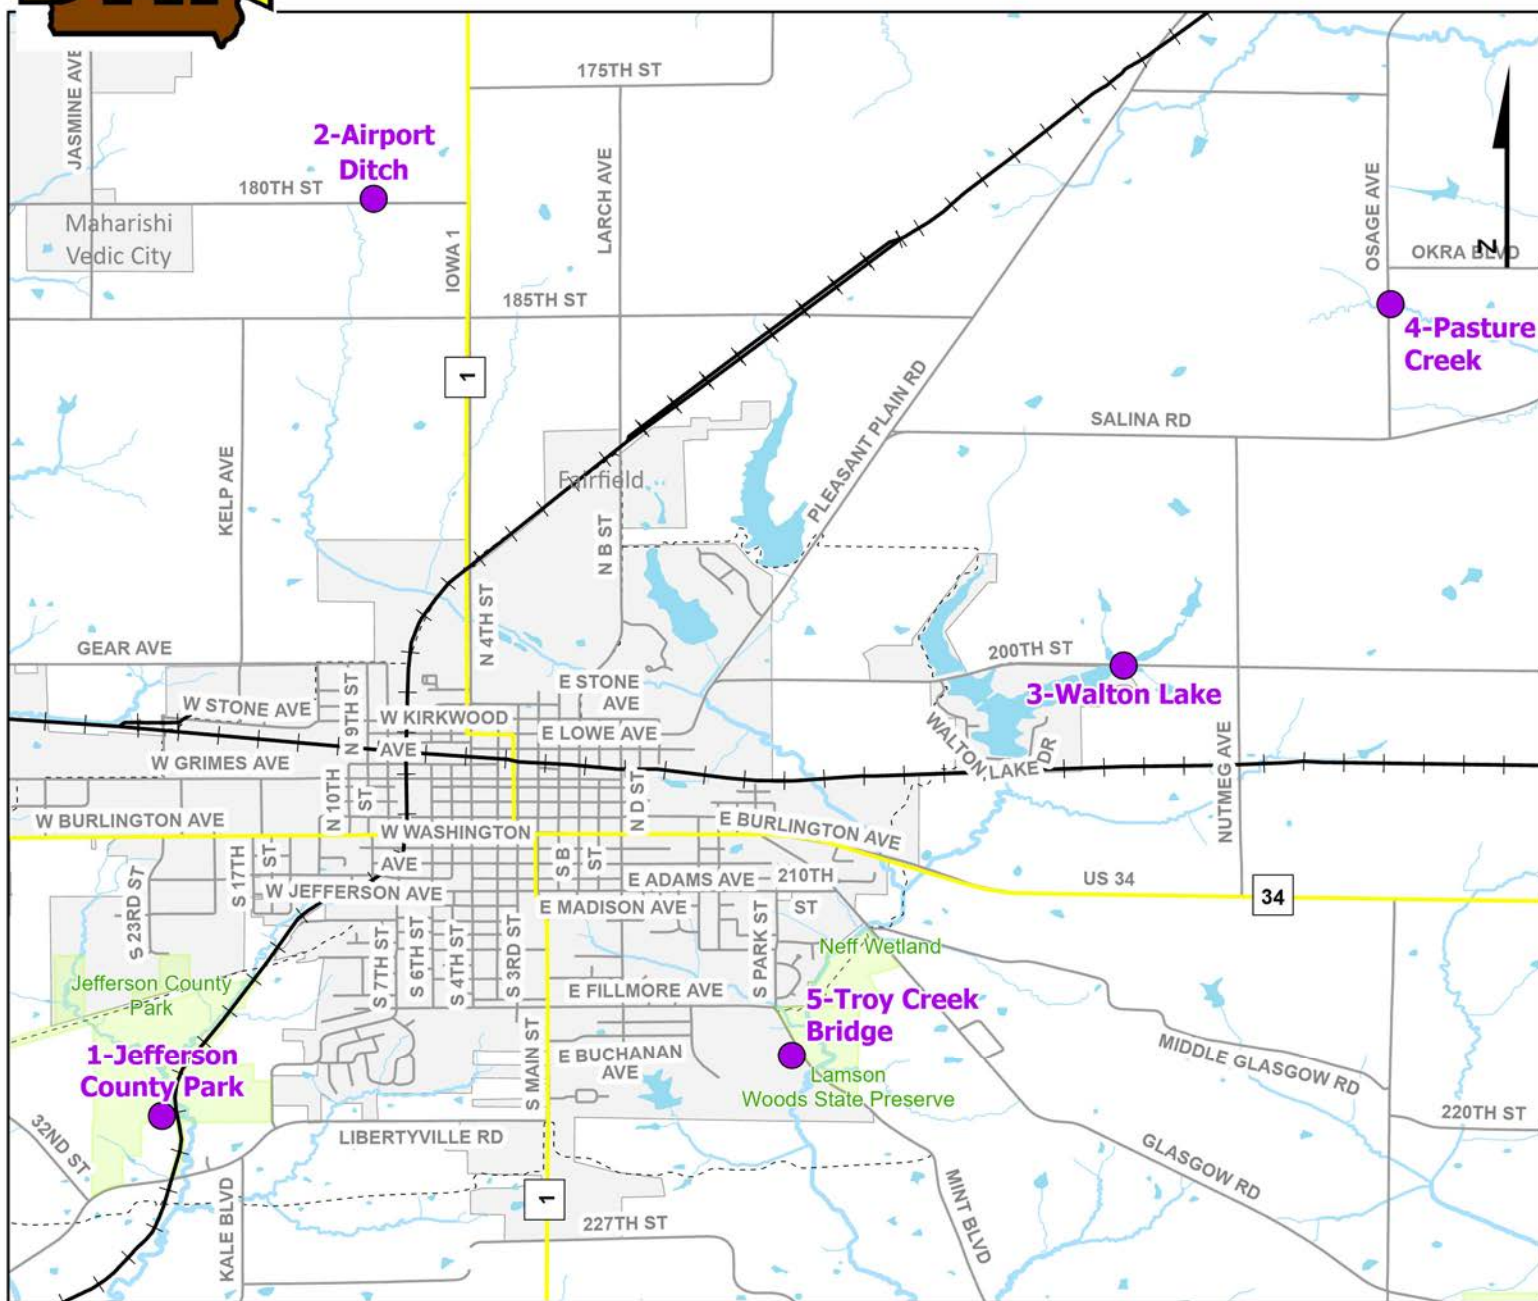 175TH ST
JASMINE AVE
2-Airport
Ditch
180TH ST
LARCH AVE
OSAGE AVE
Maharishi
Vedic City
IOWA 1
N
OKRA BLVD
185TH ST
4-Pasture
Creek
1
PLEASANT PLAIN RD
SALINA RD
KELP AVE
Fairfield
N B ST
N 4TH ST
GEAR AVE
200TH ST
E STONE
AVE
3-Walton Lake
W STONE AVE
N 9TH ST
W KIRKWOOD
AVE
E LOWE AVE
WALTON LAKE DR
NUTMEG AVE
W GRIMES AVE
N 10TH
ST
N D ST
W BURLINGTON AVE
W WASHINGTON
AVE
E BURLINGTON AVE
S 17TH
ST
S B
ST
S 23RD ST
W JEFFERSON AVE
E ADAMS AVE
210TH
ST
US 34
34
E MADISON AVE
S 7TH ST
S 6TH ST
S 4TH ST
S 3RD ST
S PARK ST
Neff Wetland
Jefferson County
Park
E FILLMORE AVE
5-Troy Creek
Bridge
1-Jefferson
County Park
S MAIN ST
E BUCHANAN
AVE
MIDDLE GLASGOW RD
Lamson
Woods State Preserve
220TH ST
32ND ST
LIBERTYVILLE RD
GLASGOW RD
KALE BLVD
1
227TH ST
MINT BLVD